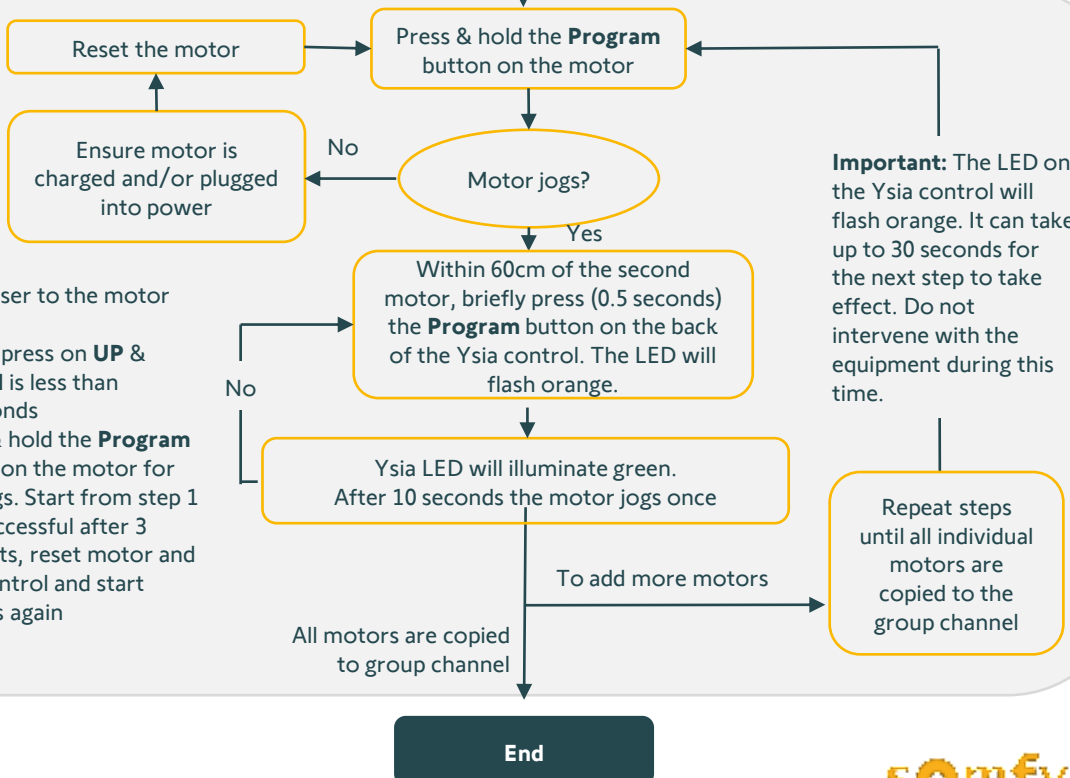 Reset the motor
Press & hold the Program
button on the motor
Ensure motor is
charged and/or plugged
into power
No
Motor jogs?
Yes
Important: The LED on
the Ysia control will
flash orange. It can take
up to 30 seconds for
the next step to take
effect. Do not
intervene with the
equipment during this
time.
Within 60cm of the second
motor, briefly press (0.5 seconds)
the Program button on the back
of the Ysia control. The LED will
flash orange.
to the motor
press on UP &
is less than
hold the Program
on the motor for
Start from step 1
after 3
reset motor and
and start
again
No
Ysia LED will illuminate green.
After 10 seconds the motor jogs once
To add more motors
Repeat steps
until all individual
motors are
copied to the
group channel
All motors are copied
to group channel
End
somfy